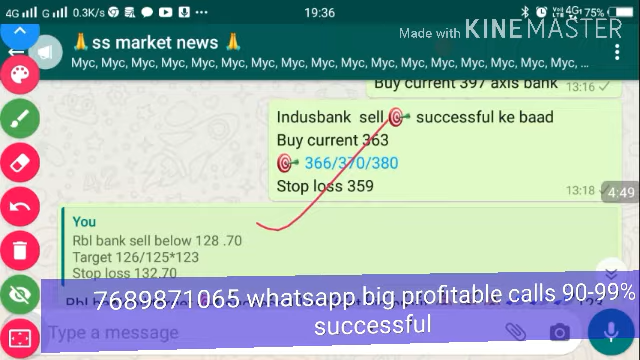 4G G 0.3K/s 19:36 4G 75%
Made with KINEMASTER
🙏ss market news 🙏
Myc, Myc, Myc, Myc, Myc, Myc, Myc, Myc, Myc, Myc, Myc, Myc, Myc, Myc, Myc, Myc, Myc, ...
Buy current 397 axis bank 13:16
Indusbank sell 🎯 successful ke baad
Buy current 363
🎯 366/370/380
Stop loss 359
13:18
4:49
You
Rbl bank sell below 128 .70
Target 126/125*123
Stop loss 132.70
7689871065 whatsapp big profitable calls 90-99%
successful
Type a message